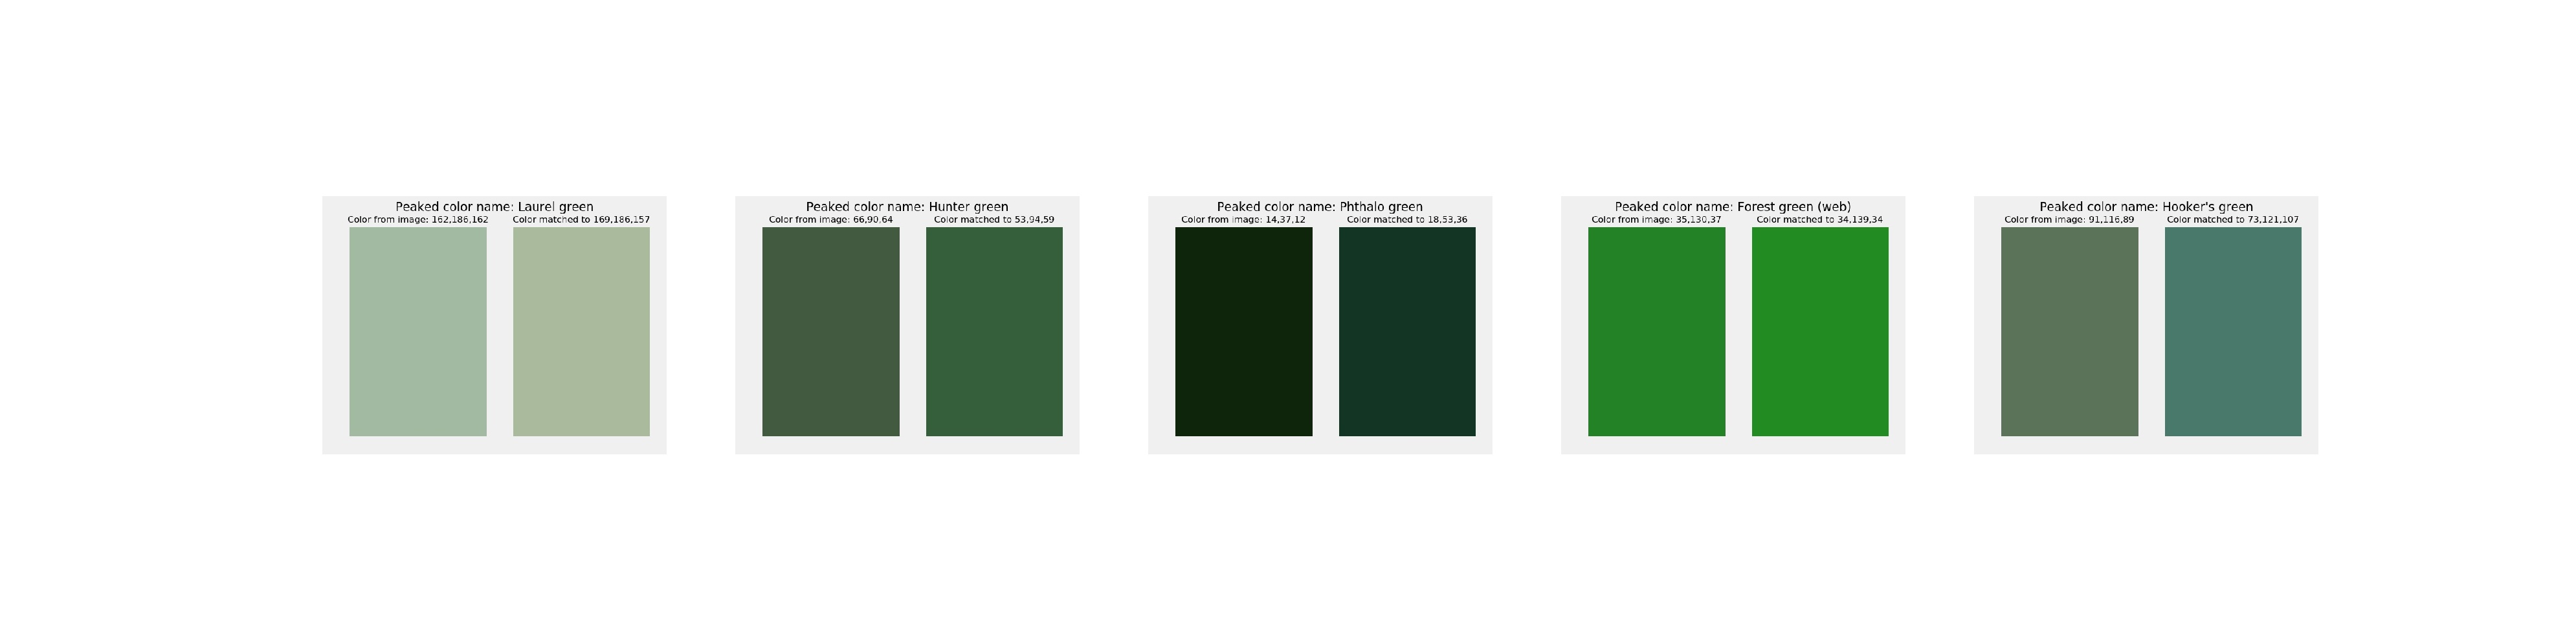 Peaked color name: Laurel green
Color from image: 162,186,162
Color matched to 169,186,157
Peaked color name: Hunter green
Color from image: 66,90,64
Color matched to 53,94,59
Peaked color name: Phthalo green
Color from image: 14,37,12
Color matched to 18,53,36
Peaked color name: Forest green (web)
Color from image: 35,130,37
Color matched to 34,139,34
Peaked color name: Hooker's green
Color from image: 91,116,89
Color matched to 73,121,107